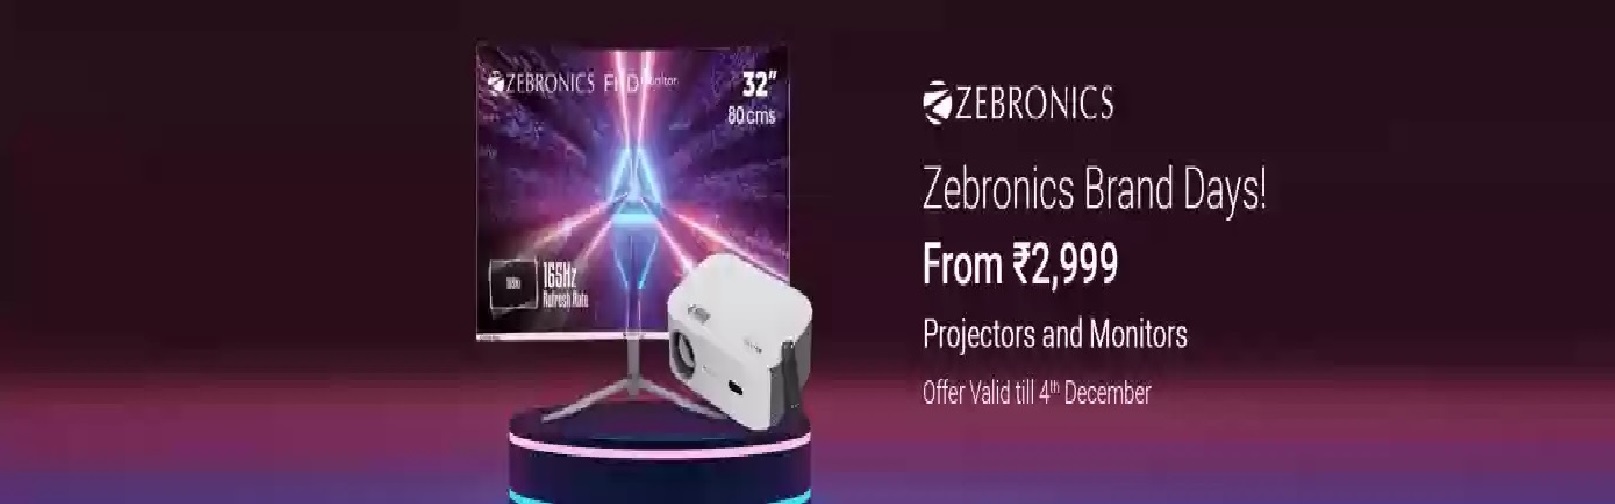 ZEBRONICS FHD Monitor
32"
80cms
165Hz
Refresh Rate
ZEBRONICS
Zebronics Brand Days!
From ₹2,999
Projectors and Monitors
Offer Valid till 4th December